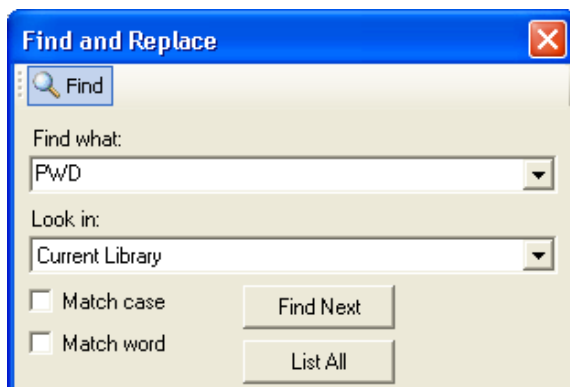 Find and Replace
Find
Find what:
PWD
Look in:
Current Library
Match case
Find Next
Match word
List All